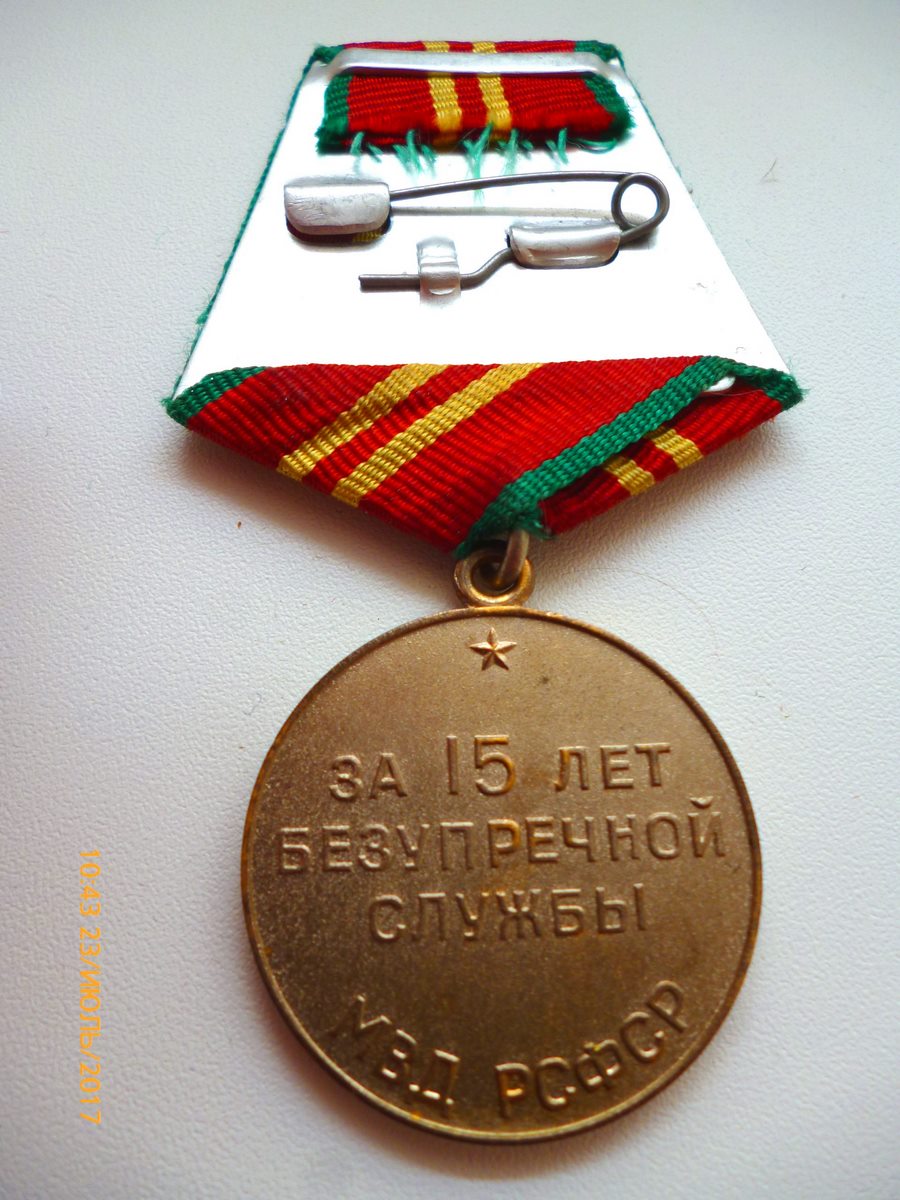 ЗА 15 ЛЕТ
БЕЗУПРЕЧНОЙ
СЛУЖБЫ
МВД РСФСР
10:43 23/ИЮЛЬ/2017